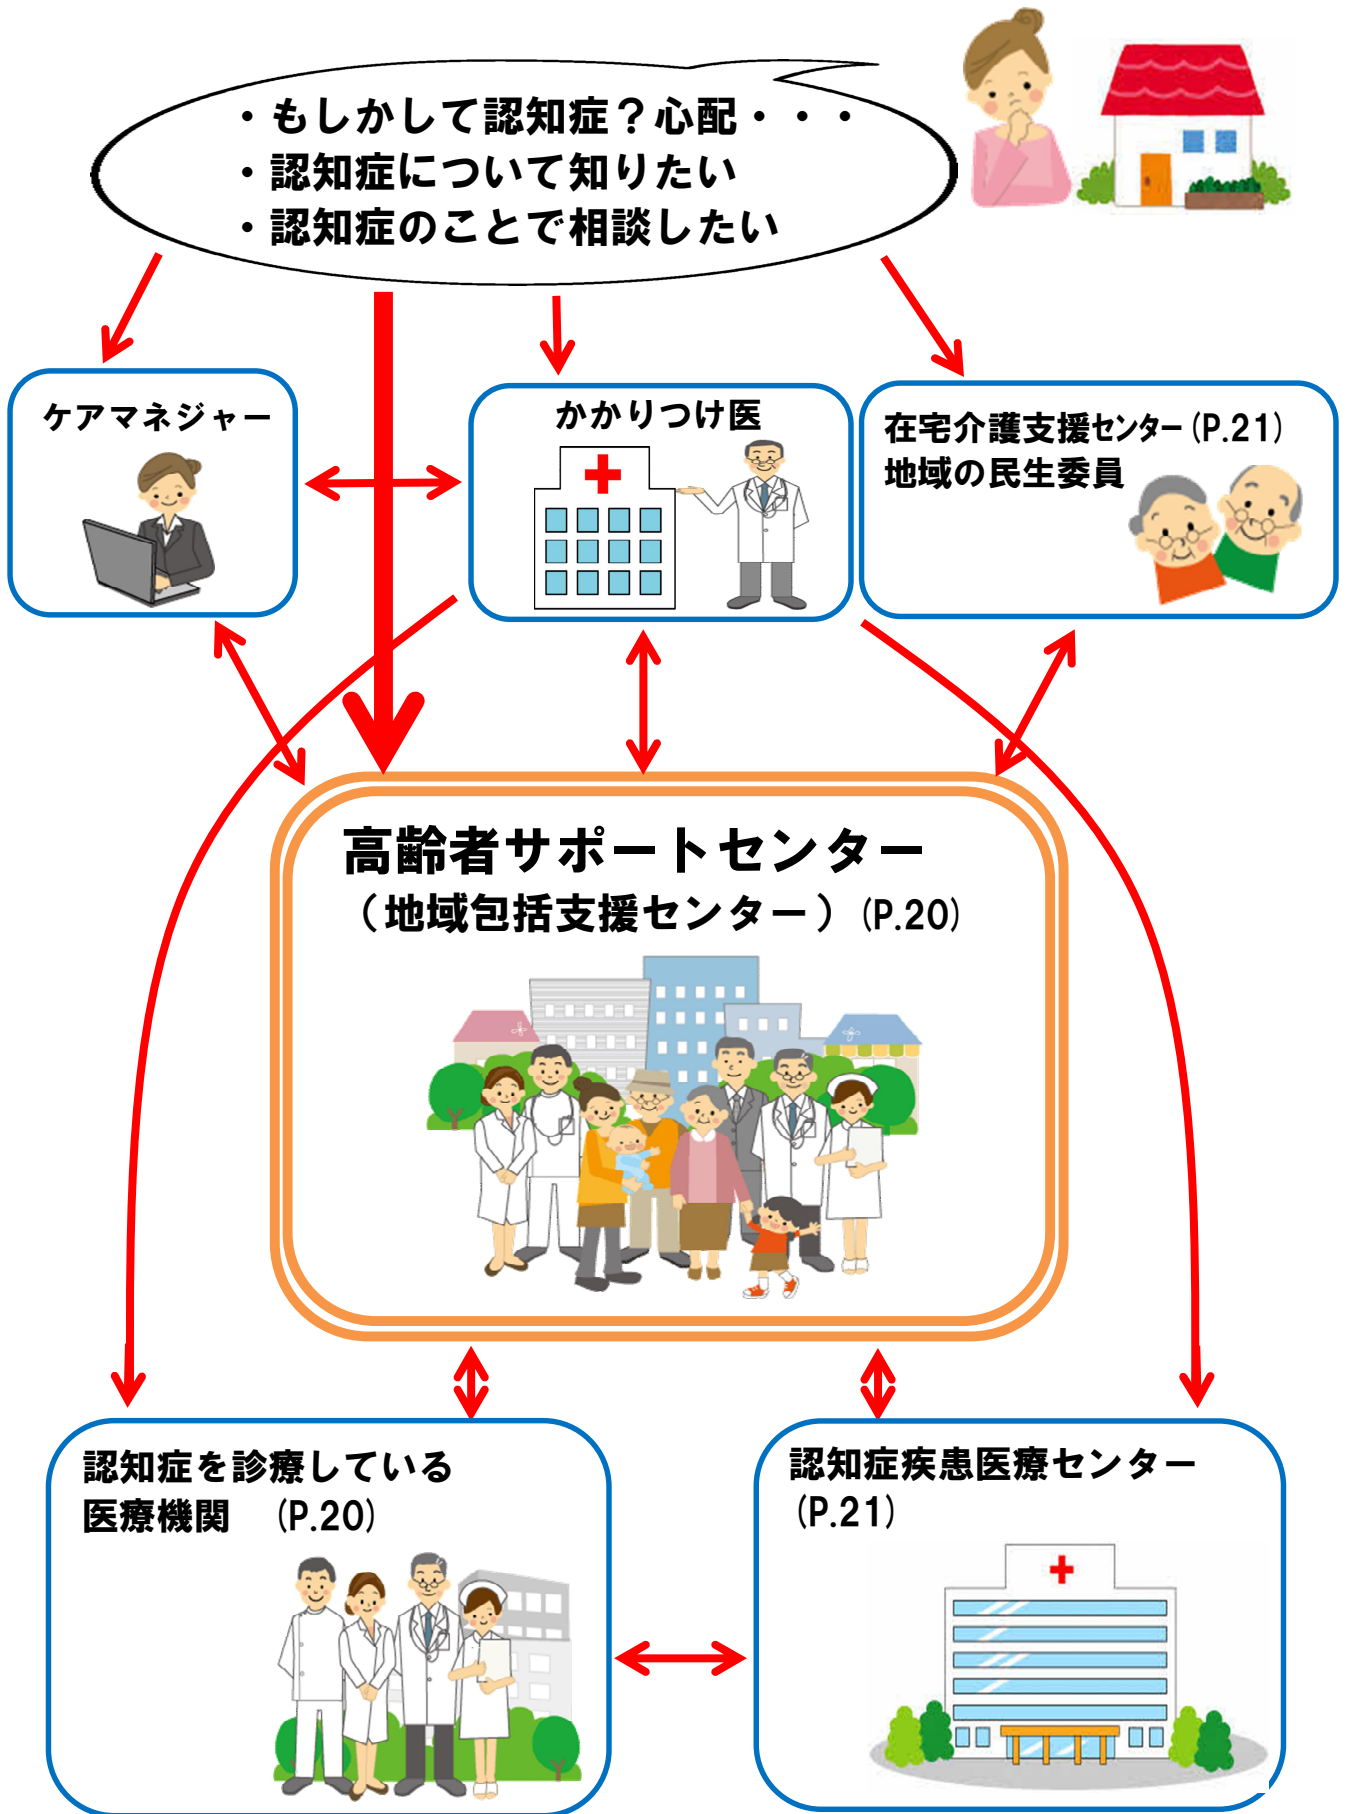 ・もしかして認知症？心配・・・
・認知症について知りたい
・認知症のことで相談したい
ケアマネジャー
かかりつけ医
在宅介護支援センター(P.21)
地域の民生委員
高齢者サポートセンター
（地域包括支援センター）(P.20)
認知症を診療している
医療機関　(P.20)
認知症疾患医療センター
(P.21)